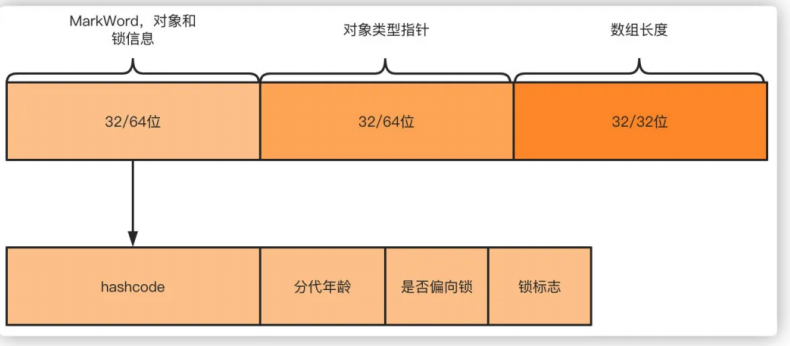 MarkWord，对象和
锁信息
对象类型指针
数组长度
32/64位
32/64位
32/32位
hashcode
分代年龄
是否偏向锁
锁标志